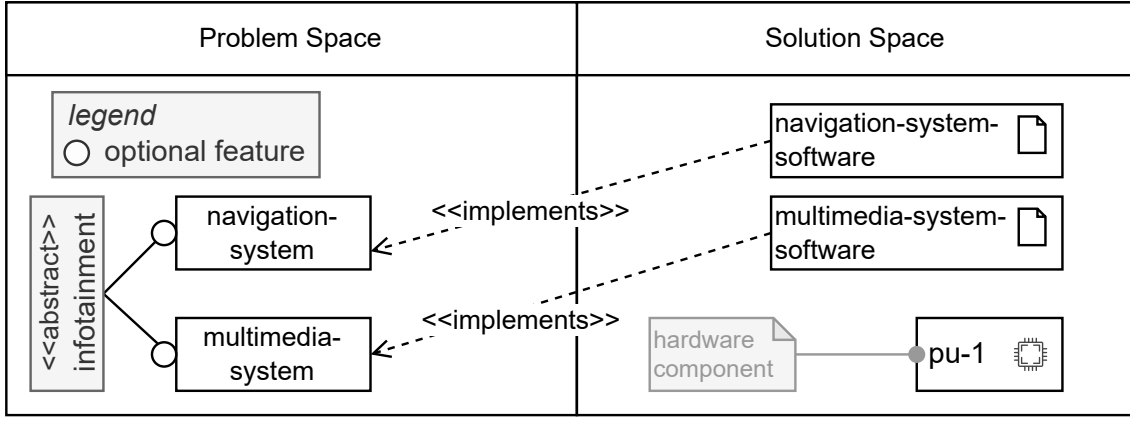 Problem Space
Solution Space
legend
optional feature
<<abstract>>
infotainment
navigation-
system
multimedia-
system
<<implements>>
<<implements>>
navigation-system-
software
multimedia-system-
software
hardware
component
pu-1